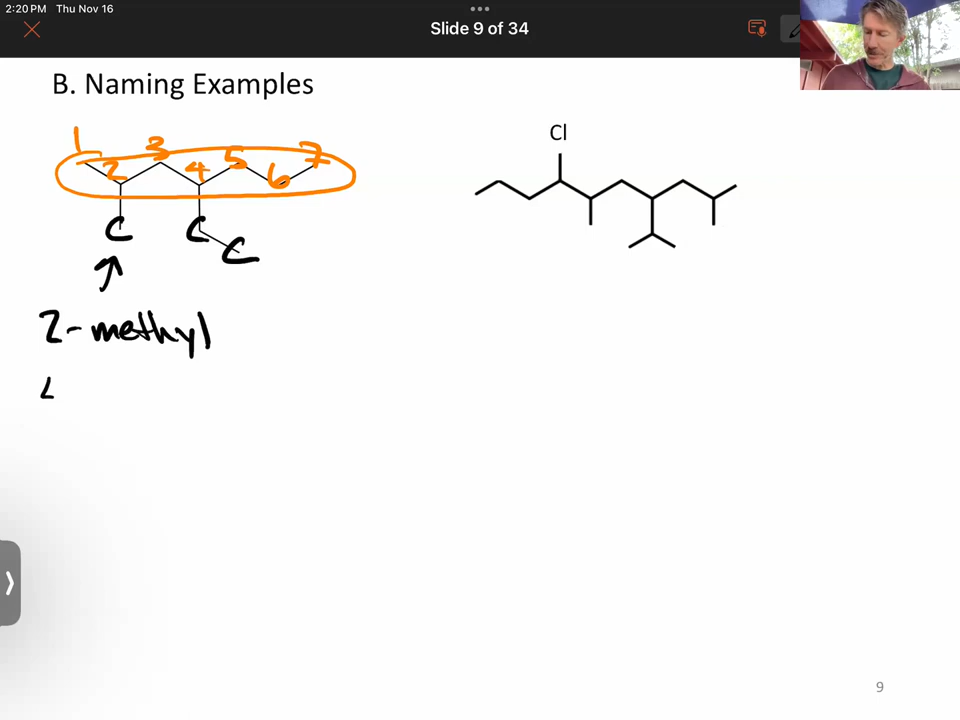 2:20 PM Thu Nov 16
Slide 9 of 34
B. Naming Examples
1 2 3 4 5 6 7
C C C
Cl
2-methyl
4
9